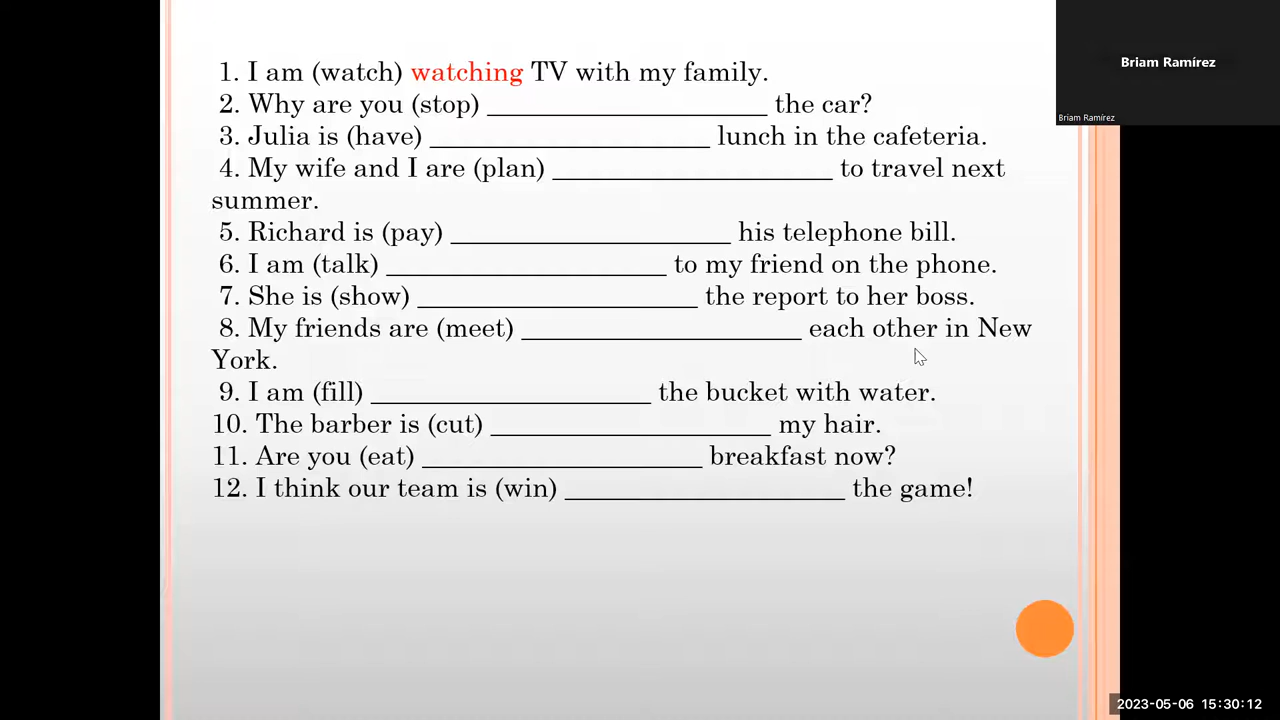 1. I am (watch) watching TV with my family.
2. Why are you (stop) ____________________ the car?
3. Julia is (have) ____________________ lunch in the cafeteria.
4. My wife and I are (plan) ____________________ to travel next
summer.
5. Richard is (pay) ____________________ his telephone bill.
6. I am (talk) ____________________ to my friend on the phone.
7. She is (show) ____________________ the report to her boss.
8. My friends are (meet) ____________________ each other in New
York.
9. I am (fill) ____________________ the bucket with water.
10. The barber is (cut) ____________________ my hair.
11. Are you (eat) ____________________ breakfast now?
12. I think our team is (win) ____________________ the game!
Briam Ramírez
Briam Ramírez
2023-05-06 15:30:12